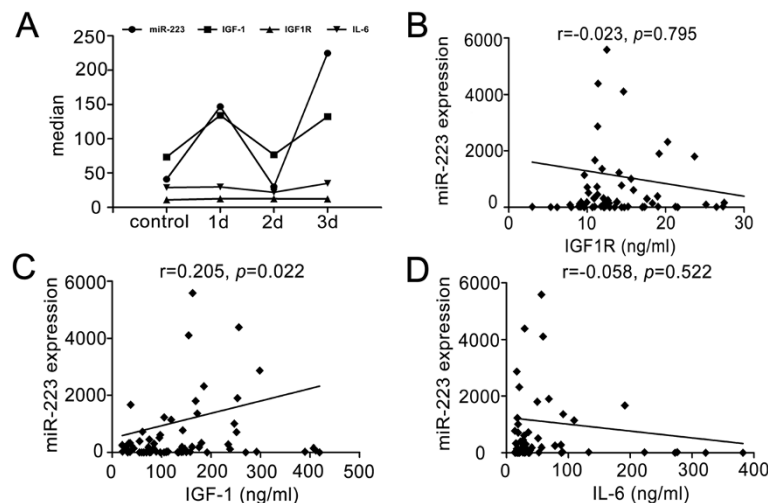 A
miR-223 IGF-1 IGF1R IL-6
median
250
200
150
100
50
0
control 1d 2d 3d
B
r=-0.023, p=0.795
miR-223 expression
6000
4000
2000
0
0 10 20 30
IGF1R (ng/ml)
C
r=0.205, p=0.022
miR-223 expression
6000
4000
2000
0
0 100 200 300 400 500
IGF-1 (ng/ml)
D
r=-0.058, p=0.522
miR-223 expression
6000
4000
2000
0
0 100 200 300 400
IL-6 (ng/ml)